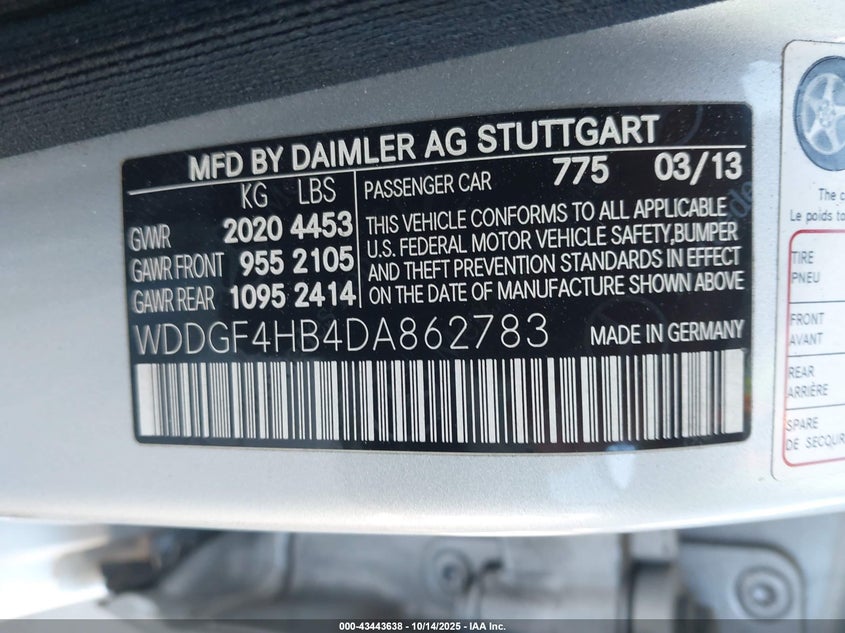 MFD BY DAIMLER AG STUTTGART
KG LBS
GVWR 2020 4453
GAWR FRONT 955 2105
GAWR REAR 1095 2414
PASSENGER CAR 775 03/13
THIS VEHICLE CONFORMS TO ALL APPLICABLE
U.S. FEDERAL MOTOR VEHICLE SAFETY,BUMPER
AND THEFT PREVENTION STANDARDS IN EFFECT
ON DATE OF MANUFACTURE SHOWN ABOVE
WDDGF4HB4DA862783 MADE IN GERMANY
The
Le poids to
TIRE
PNEU
FRONT
AVANT
REAR
ARRIÈRE
SPARE
DE
000-43443638 - 10/14/2025 - IAA Inc.